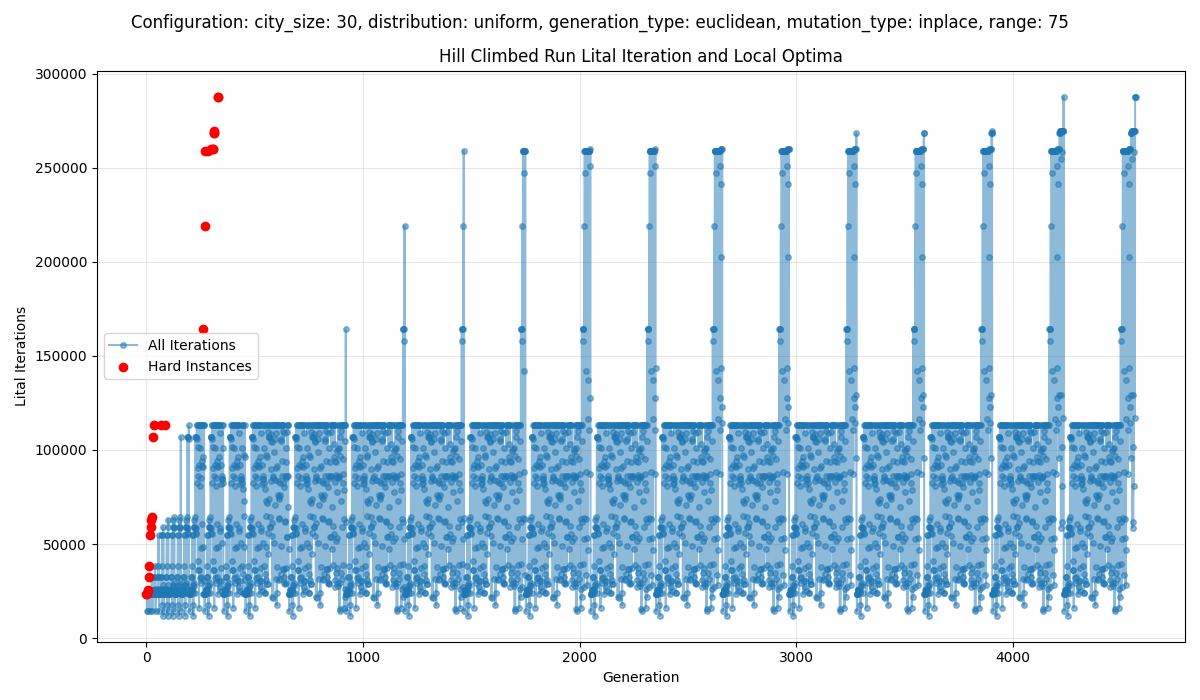 Configuration: city_size: 30, distribution: uniform, generation_type: euclidean, mutation_type: inplace, range: 75
Hill Climbed Run Lital Iteration and Local Optima
300000
250000
200000
150000
100000
50000
0
Lital Iterations
All Iterations
Hard Instances
0 1000 2000 3000 4000
Generation